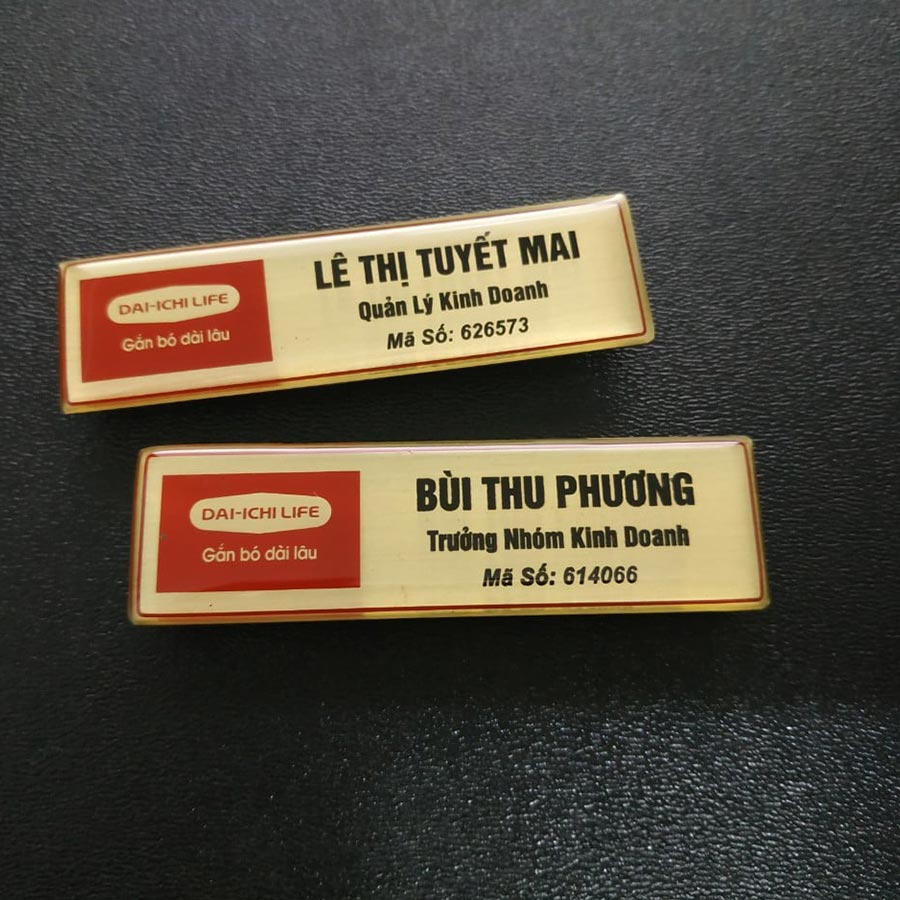 DAI-ICHI LIFE
Gắn bó dài lâu
LÊ THỊ TUYẾT MAI
Quản Lý Kinh Doanh
Mã Số: 626573
DAI-ICHI LIFE
Gắn bó dài lâu
BÙI THU PHƯƠNG
Trưởng Nhóm Kinh Doanh
Mã Số: 614066